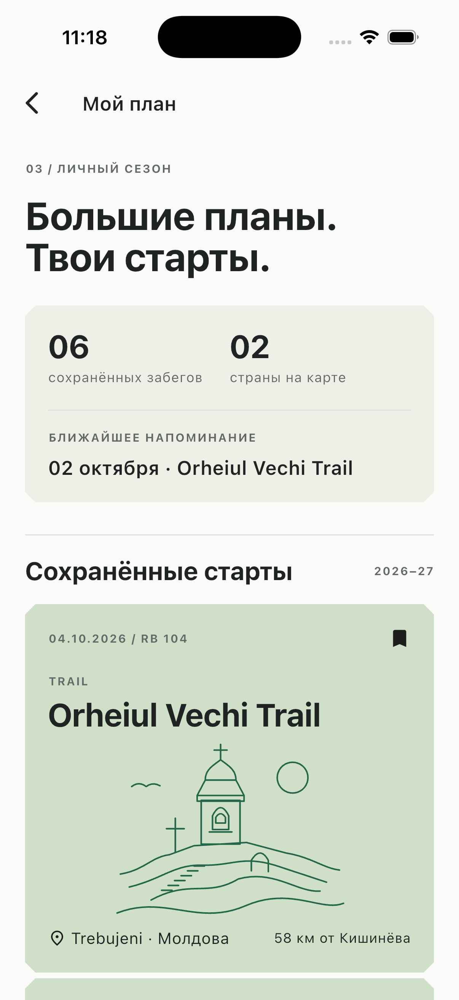 11:18
Мой план
03 / ЛИЧНЫЙ СЕЗОН
Большие планы.
Твои старты.
06
сохранённых забегов
02
страны на карте
БЛИЖАЙШЕЕ НАПОМИНАНИЕ
02 октября · Orheiul Vechi Trail
Сохранённые старты
2026–27
04.10.2026 / RB 104
TRAIL
Orheiul Vechi Trail
Trebujeni · Молдова
58 км от Кишинёва